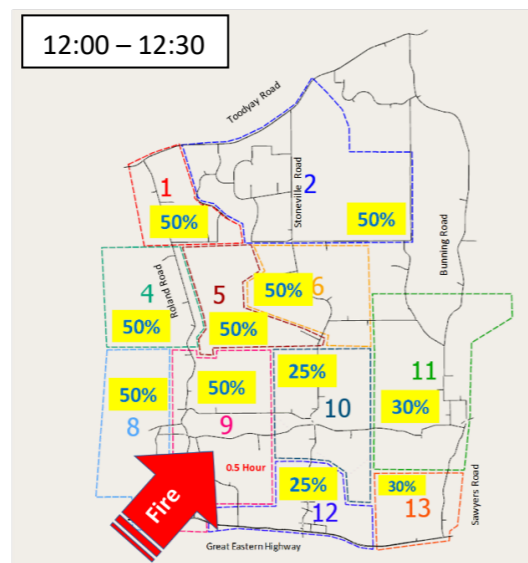 12:00 – 12:30
Toodyay Road
1
50%
2
Stoneville Road
50%
Bunning Road
4
50%
Roland Road
5
50%
6
50%
8
50%
9
50%
0.5 Hour
25%
10
11
30%
25%
12
30%
13
Sawyers Road
Fire
Great Eastern Highway